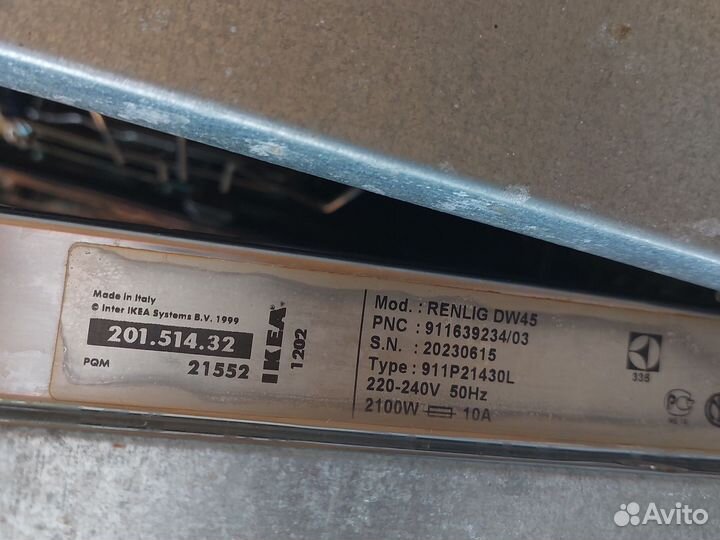 Made in Italy
© Inter IKEA Systems B.V. 1999
201.514.32
PQM 21552
IKEA®
1202
Mod. : RENLIG DW45
PNC : 911639234/03
S.N. : 20230615
Type : 911P21430L
220-240V 50Hz
2100W 10A
335
Avito